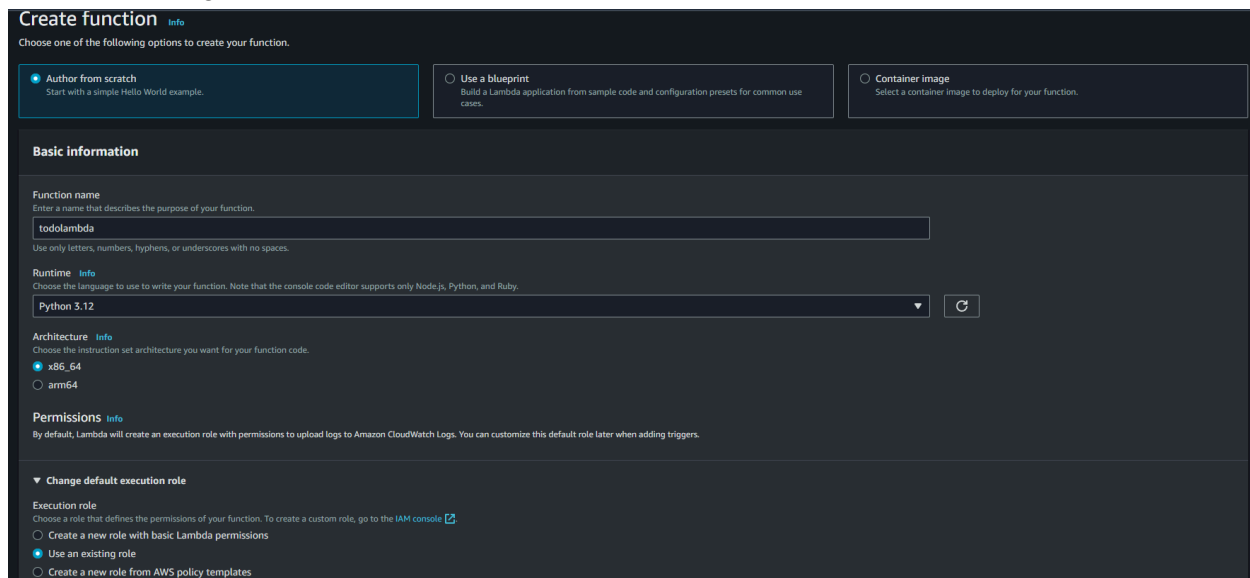 Create function Info
Choose one of the following options to create your function.
Author from scratch
Start with a simple Hello World example.
Use a blueprint
Build a Lambda application from sample code and configuration presets for common use
cases.
Container image
Select a container image to deploy for your function.
Basic information
Function name
Enter a name that describes the purpose of your function.
todolambda
Use only letters, numbers, hyphens, or underscores with no spaces.
Runtime Info
Choose the language to use to write your function. Note that the console code editor supports only Node.js, Python, and Ruby.
Python 3.12
Architecture Info
Choose the instruction set architecture you want for your function code.
x86_64
arm64
Permissions Info
By default, Lambda will create an execution role with permissions to upload logs to Amazon CloudWatch Logs. You can customize this default role later when adding triggers.
Change default execution role
Execution role
Choose a role that defines the permissions of your function. To create a custom role, go to the IAM console.
Create a new role with basic Lambda permissions
Use an existing role
Create a new role from AWS policy templates